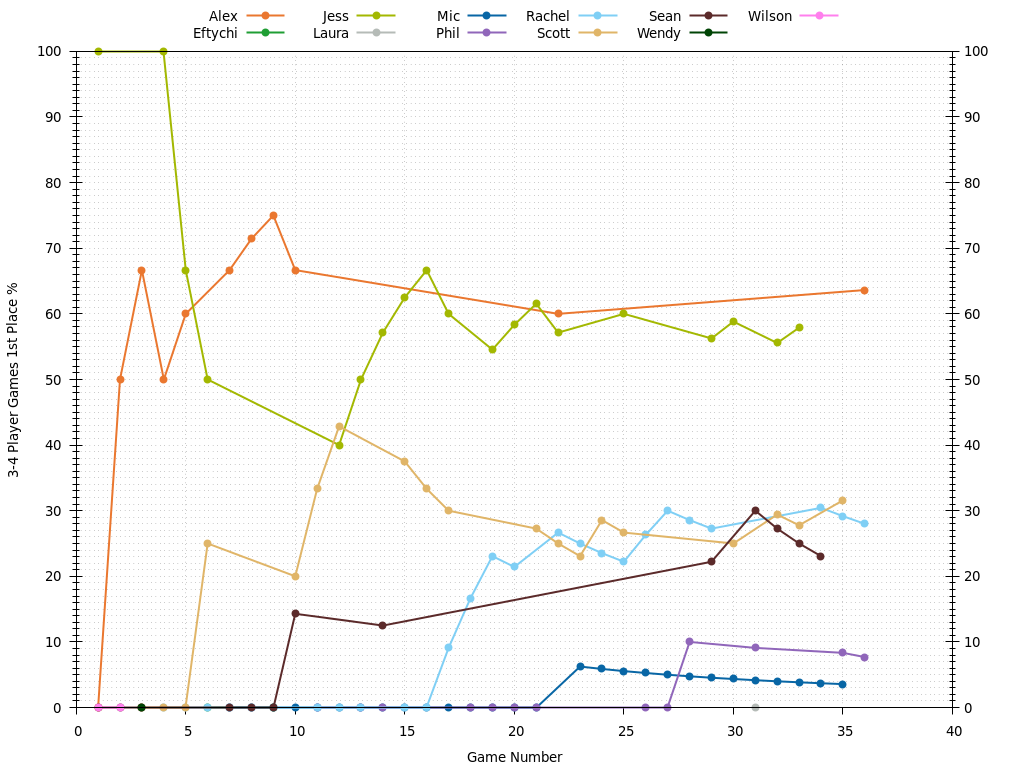 Alex Jess Mic Rachel Sean Wilson
Eftychi Laura Phil Scott Wendy
100 100
90 90
80 80
70 70
60 60
50 50
40 40
30 30
20 20
10 10
0 0
0 5 10 15 20 25 30 35 40
3-4 Player Games 1st Place %
Game Number